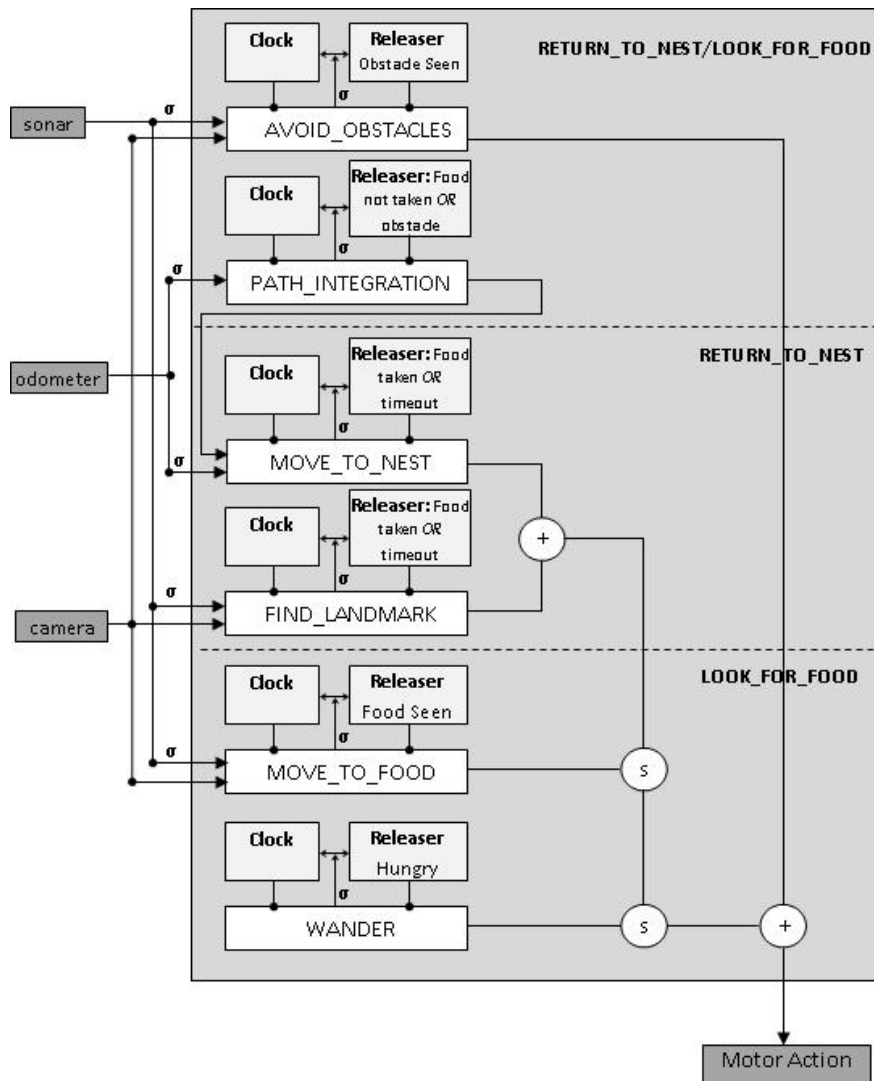 Clock
Releaser
Obstade Seen
RETURN_TO_NEST/LOOK_FOR_FOOD
σ
σ
sonar
AVOID_OBSTACLES
Clock
Releaser: Food
not taken OR
obstade
σ
σ
PATH_INTEGRATION
RETURN_TO_NEST
Clock
Releaser: Food
taken OR
timeout
odometer
σ
σ
MOVE_TO_NEST
Clock
Releaser: Food
taken OR
timeout
+
σ
σ
FIND_LANDMARK
camera
LOOK_FOR_FOOD
Clock
Releaser
Food Seen
σ
σ
MOVE_TO_FOOD
s
Clock
Releaser
Hungry
σ
WANDER
s
+
Motor Action